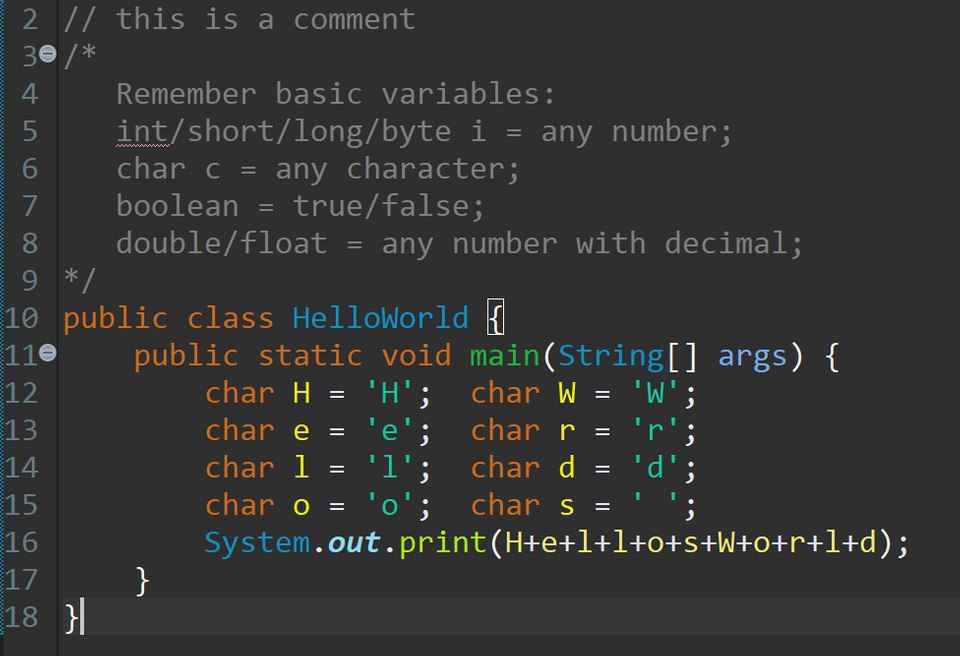 2 // this is a comment
3 /*
4    Remember basic variables:
5    int/short/long/byte i = any number;
6    char c = any character;
7    boolean = true/false;
8    double/float = any number with decimal;
9 */
10 public class HelloWorld {
11     public static void main(String[] args) {
12         char H = 'H';  char W = 'W';
13         char e = 'e';  char r = 'r';
14         char l = 'l';  char d = 'd';
15         char o = 'o';  char s = ' ';
16         System.out.print(H+e+l+l+o+s+W+o+r+l+d);
17     }
18 }